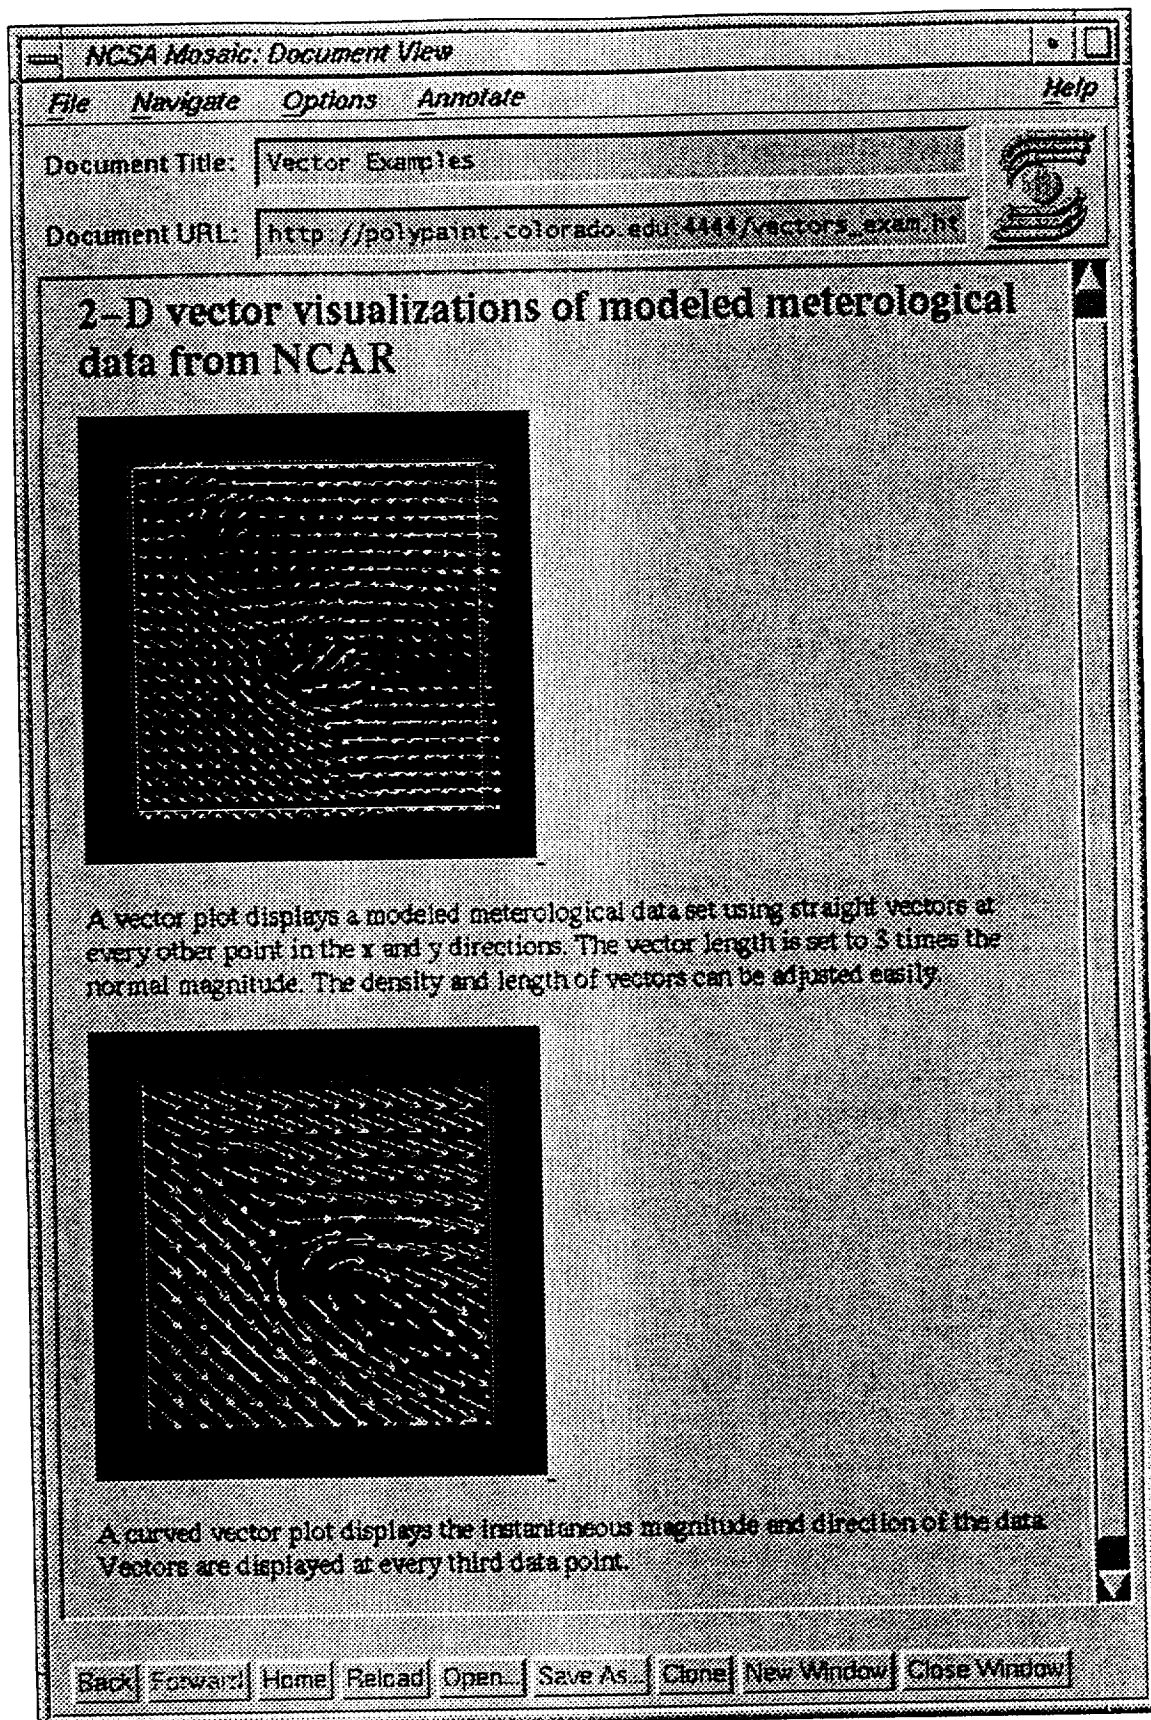 NCSA Mosaic: Document View
File Navigate Options Annotate Help
Document Title: Vector Examples
Document URL: http://polypaint.colorado.edu:4444/vectors_exam.ht
2-D vector visualizations of modeled meterological
data from NCAR
A vector plot displays a modeled meterological data set using straight vectors at
every other point in the x and y directions. The vector length is set to 3 times the
normal magnitude. The density and length of vectors can be adjusted easily.
A curved vector plot displays the instantaneous magnitude and direction of the data.
Vectors are displayed at every third data point.
Back Forward Home Reload Open... Save As... Clone New Window Close Window